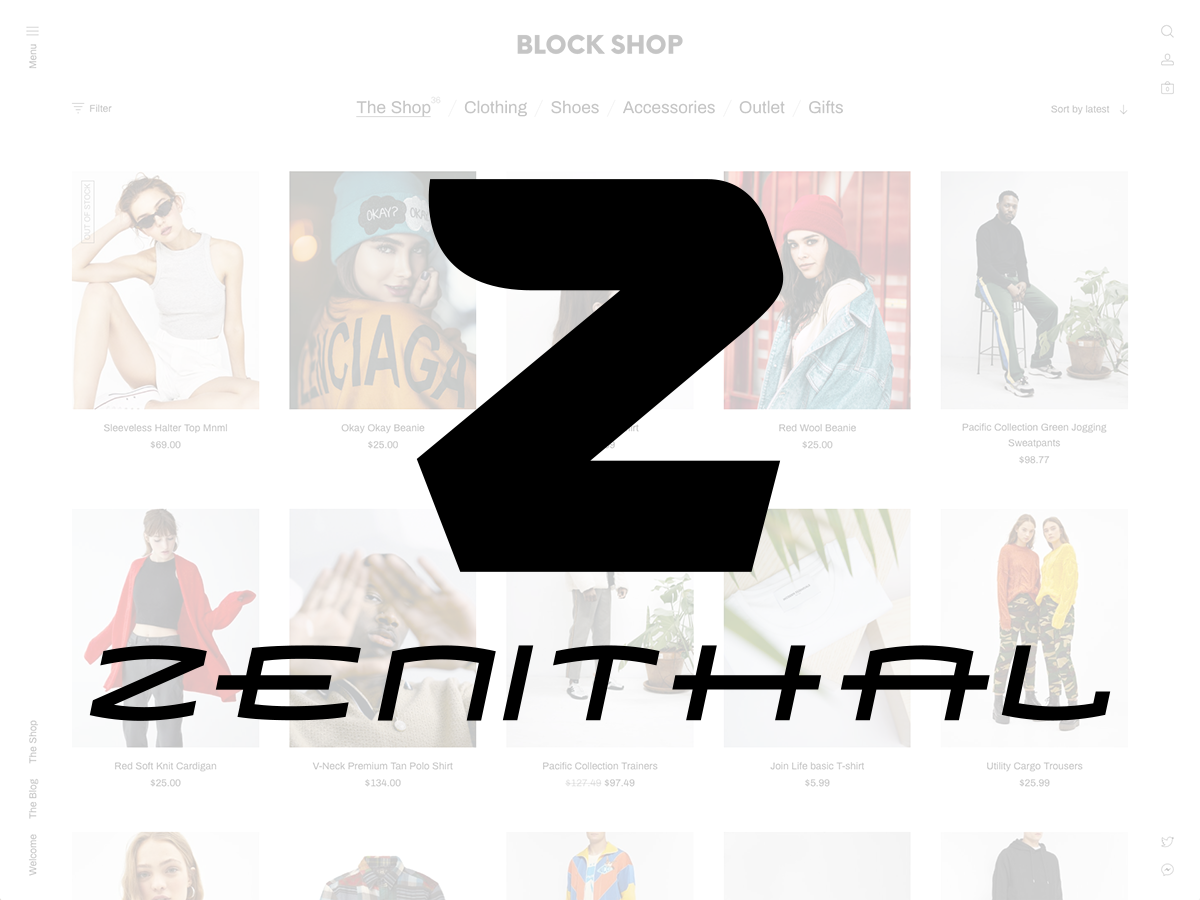 Menu
BLOCK SHOP
0
Filter
The Shop 36 / Clothing / Shoes / Accessories / Outlet / Gifts
Sort by latest
OUT OF STOCK
OKAY?
Z
Sleeveless Halter Top Mnml
$69.00
Okay Okay Beanie
$25.00
Red Wool Beanie
$25.00
Pacific Collection Green Jogging
Sweatpants
$98.77
ZENITHAL
Red Soft Knit Cardigan
$25.00
V-Neck Premium Tan Polo Shirt
$134.00
Pacific Collection Trainers
$127.49 $97.49
Join Life basic T-shirt
$5.99
Utility Cargo Trousers
$25.99
The Shop
The Blog
Welcome